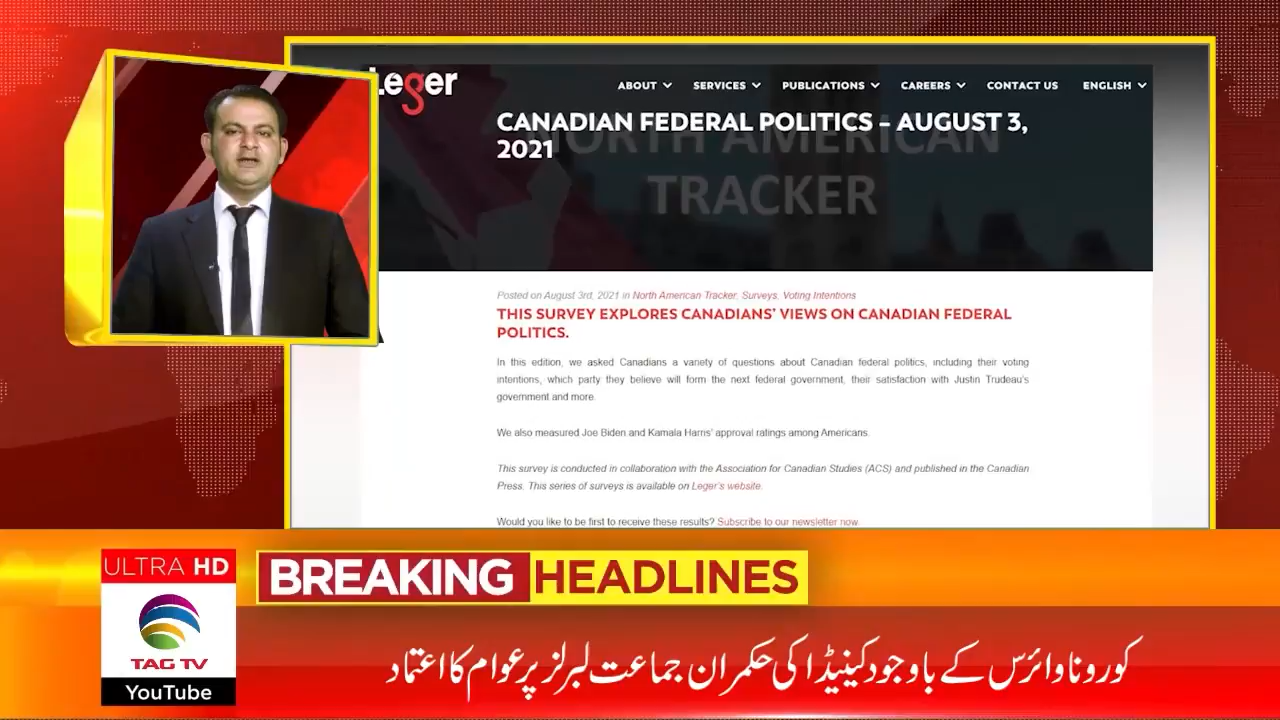 Leger
ABOUT SERVICES PUBLICATIONS CAREERS CONTACT US ENGLISH
CANADIAN FEDERAL POLITICS – AUGUST 3,
2021
NORTH AMERICAN
TRACKER
Posted on August 3rd, 2021 in North American Tracker, Surveys, Voting Intentions
THIS SURVEY EXPLORES CANADIANS' VIEWS ON CANADIAN FEDERAL
POLITICS.
In this edition, we asked Canadians a variety of questions about Canadian federal politics, including their voting
intentions, which party they believe will form the next federal government, their satisfaction with Justin Trudeau's
government and more.
We also measured Joe Biden and Kamala Harris' approval ratings among Americans.
This survey is conducted in collaboration with the Association for Canadian Studies (ACS) and published in the Canadian
Press. This series of surveys is available on Leger's website.
Would you like to be first to receive these results? Subscribe to our newsletter now.
ULTRA HD
TAG TV
YouTube
BREAKING HEADLINES
کورونا وائرس کے باوجود کینیڈا کی حکمران جماعت لبرلز پر عوام کا اعتماد